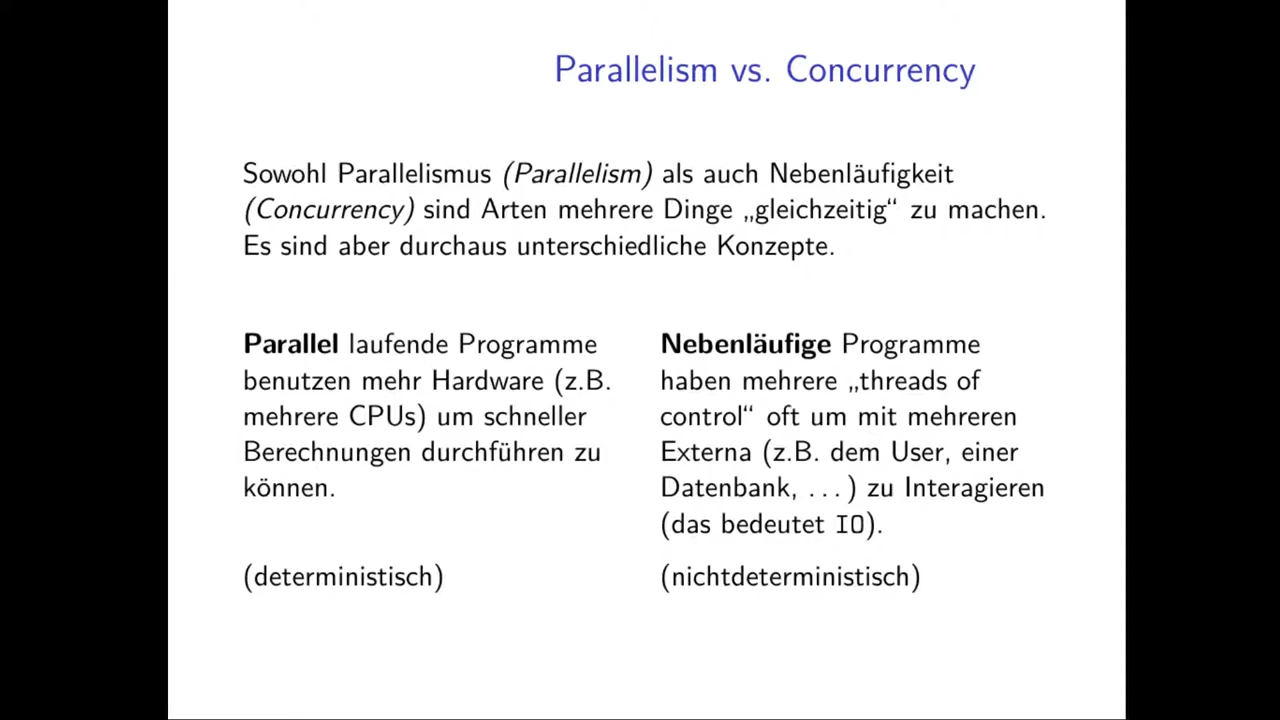 Parallelism vs. Concurrency
Sowohl Parallelismus (Parallelism) als auch Nebenläufigkeit
(Concurrency) sind Arten mehrere Dinge „gleichzeitig“ zu machen.
Es sind aber durchaus unterschiedliche Konzepte.
Parallel laufende Programme
benutzen mehr Hardware (z.B.
mehrere CPUs) um schneller
Berechnungen durchführen zu
können.
(deterministisch)
Nebenläufige Programme
haben mehrere „threads of
control“ oft um mit mehreren
Externa (z.B. dem User, einer
Datenbank, ...) zu Interagieren
(das bedeutet IO).
(nichtdeterministisch)